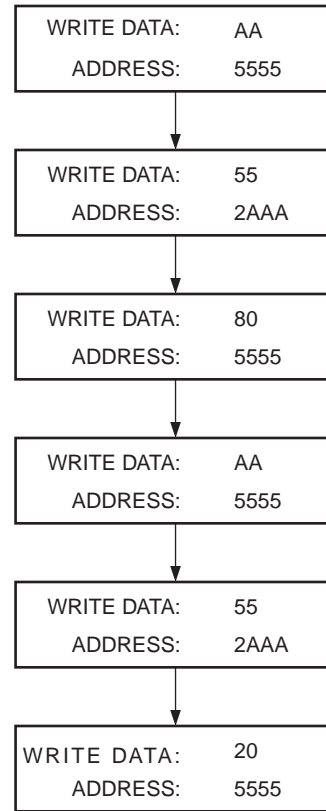 WRITE DATA: AA
ADDRESS: 5555
WRITE DATA: 55
ADDRESS: 2AAA
WRITE DATA: 80
ADDRESS: 5555
WRITE DATA: AA
ADDRESS: 5555
WRITE DATA: 55
ADDRESS: 2AAA
WRITE DATA: 20
ADDRESS: 5555